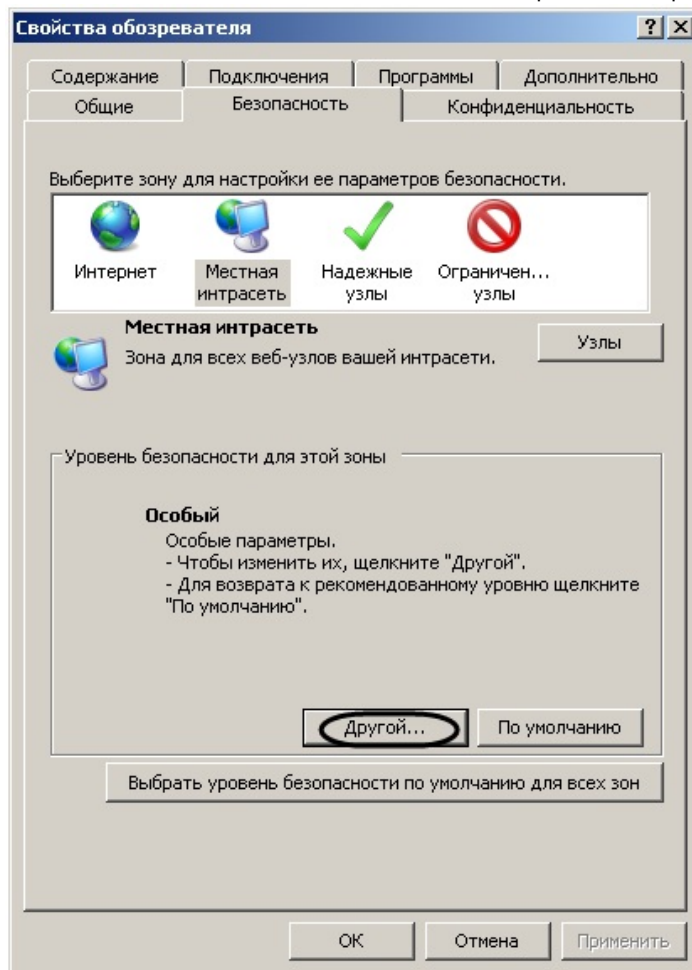 Свойства обозревателя
Содержание Подключения Программы Дополнительно
Общие Безопасность Конфиденциальность
Выберите зону для настройки ее параметров безопасности.
Интернет Местная интрасеть Надежные узлы Ограничен... узлы
Местная интрасеть
Зона для всех веб-узлов вашей интрасети.
Узлы
Уровень безопасности для этой зоны
Особый
Особые параметры.
- Чтобы изменить их, щелкните "Другой".
- Для возврата к рекомендованному уровню щелкните
"По умолчанию".
Другой... По умолчанию
Выбрать уровень безопасности по умолчанию для всех зон
ОК Отмена Применить